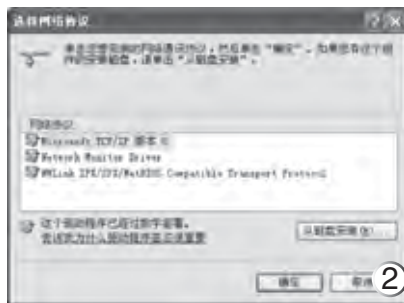 选择网络协议
单击您想安装的网络通讯协议，然后单击“确定”。如果您有这个组
件的安装磁盘，请单击“从磁盘安装”。
网络协议
Microsoft TCP/IP 版本 6
Network Monitor Driver
NWLink IPX/SPX/NetBIOS Compatible Transport Protocol
这个驱动程序已经过数字签署。
告诉我为什么驱动程序签署很重要
从磁盘安装(H)...
确定
取消
2